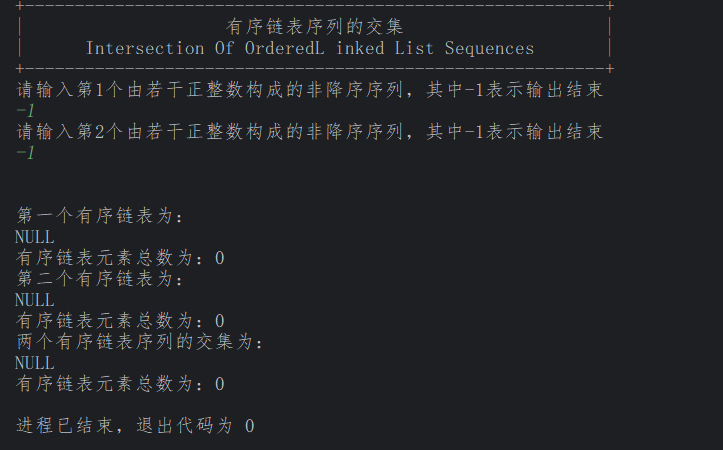 +-----------------------------------------------------------+
| 有序链表序列的交集 |
| Intersection Of OrderedL inked List Sequences |
+-----------------------------------------------------------+
请输入第1个由若干正整数构成的非降序序列，其中-1表示输出结束
-1
请输入第2个由若干正整数构成的非降序序列，其中-1表示输出结束
-1
第一个有序链表为：
NULL
有序链表元素总数为：0
第二个有序链表为：
NULL
有序链表元素总数为：0
两个有序链表序列的交集为：
NULL
有序链表元素总数为：0
进程已结束，退出代码为 0